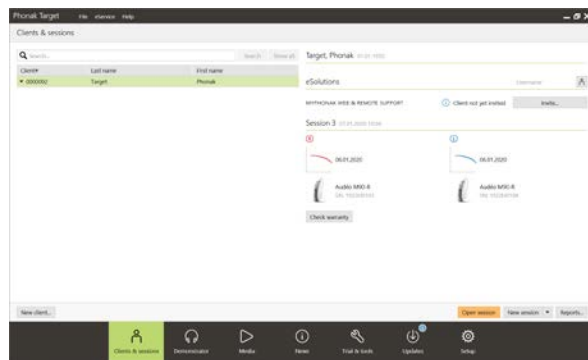 Phonak Target File eService Help
Clients & sessions
Search... Search Show all
Client Last name First name
0000002 Target Phonak
Target, Phonak
eSolutions
Username
MYPHONAK WEB & REMOTE SUPPORT Client not yet invited Invite...
Session 3
R L
06.01.2020 06.01.2020
Audéo M90-R Audéo M90-R
Check warranty
New client... Open session New session Reports...
Clients & sessions Demonstrator Media News Trial & tools Updates Setup